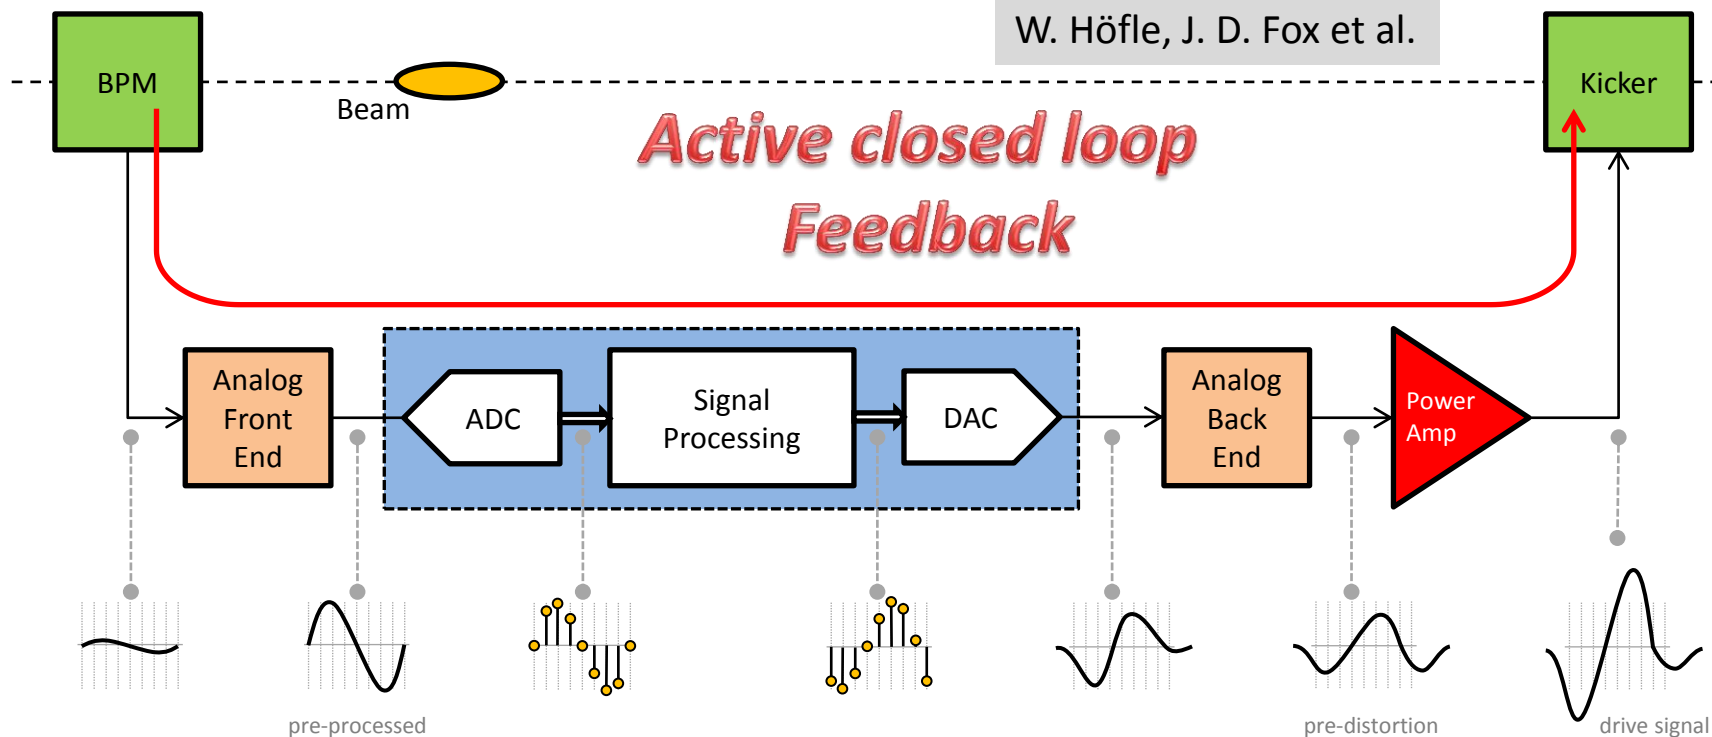 W. Höfle, J. D. Fox et al.
BPM
Beam
Kicker
Active closed loop
Feedback
Analog
Front
End
ADC
Signal
Processing
DAC
Analog
Back
End
Power
Amp
pre-processed
pre-distortion
drive signal